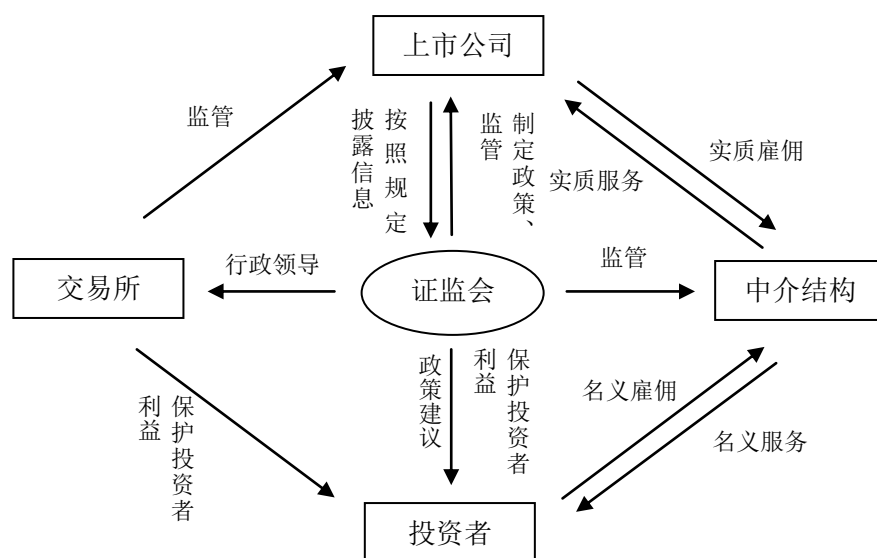 上市公司
监管
按照规定
披露信息
制定政策、
监管
实质雇佣
实质服务
交易所
行政领导
证监会
监管
中介结构
保护投资者
利益
政策建议
保护投资者
利益
名义雇佣
名义服务
投资者